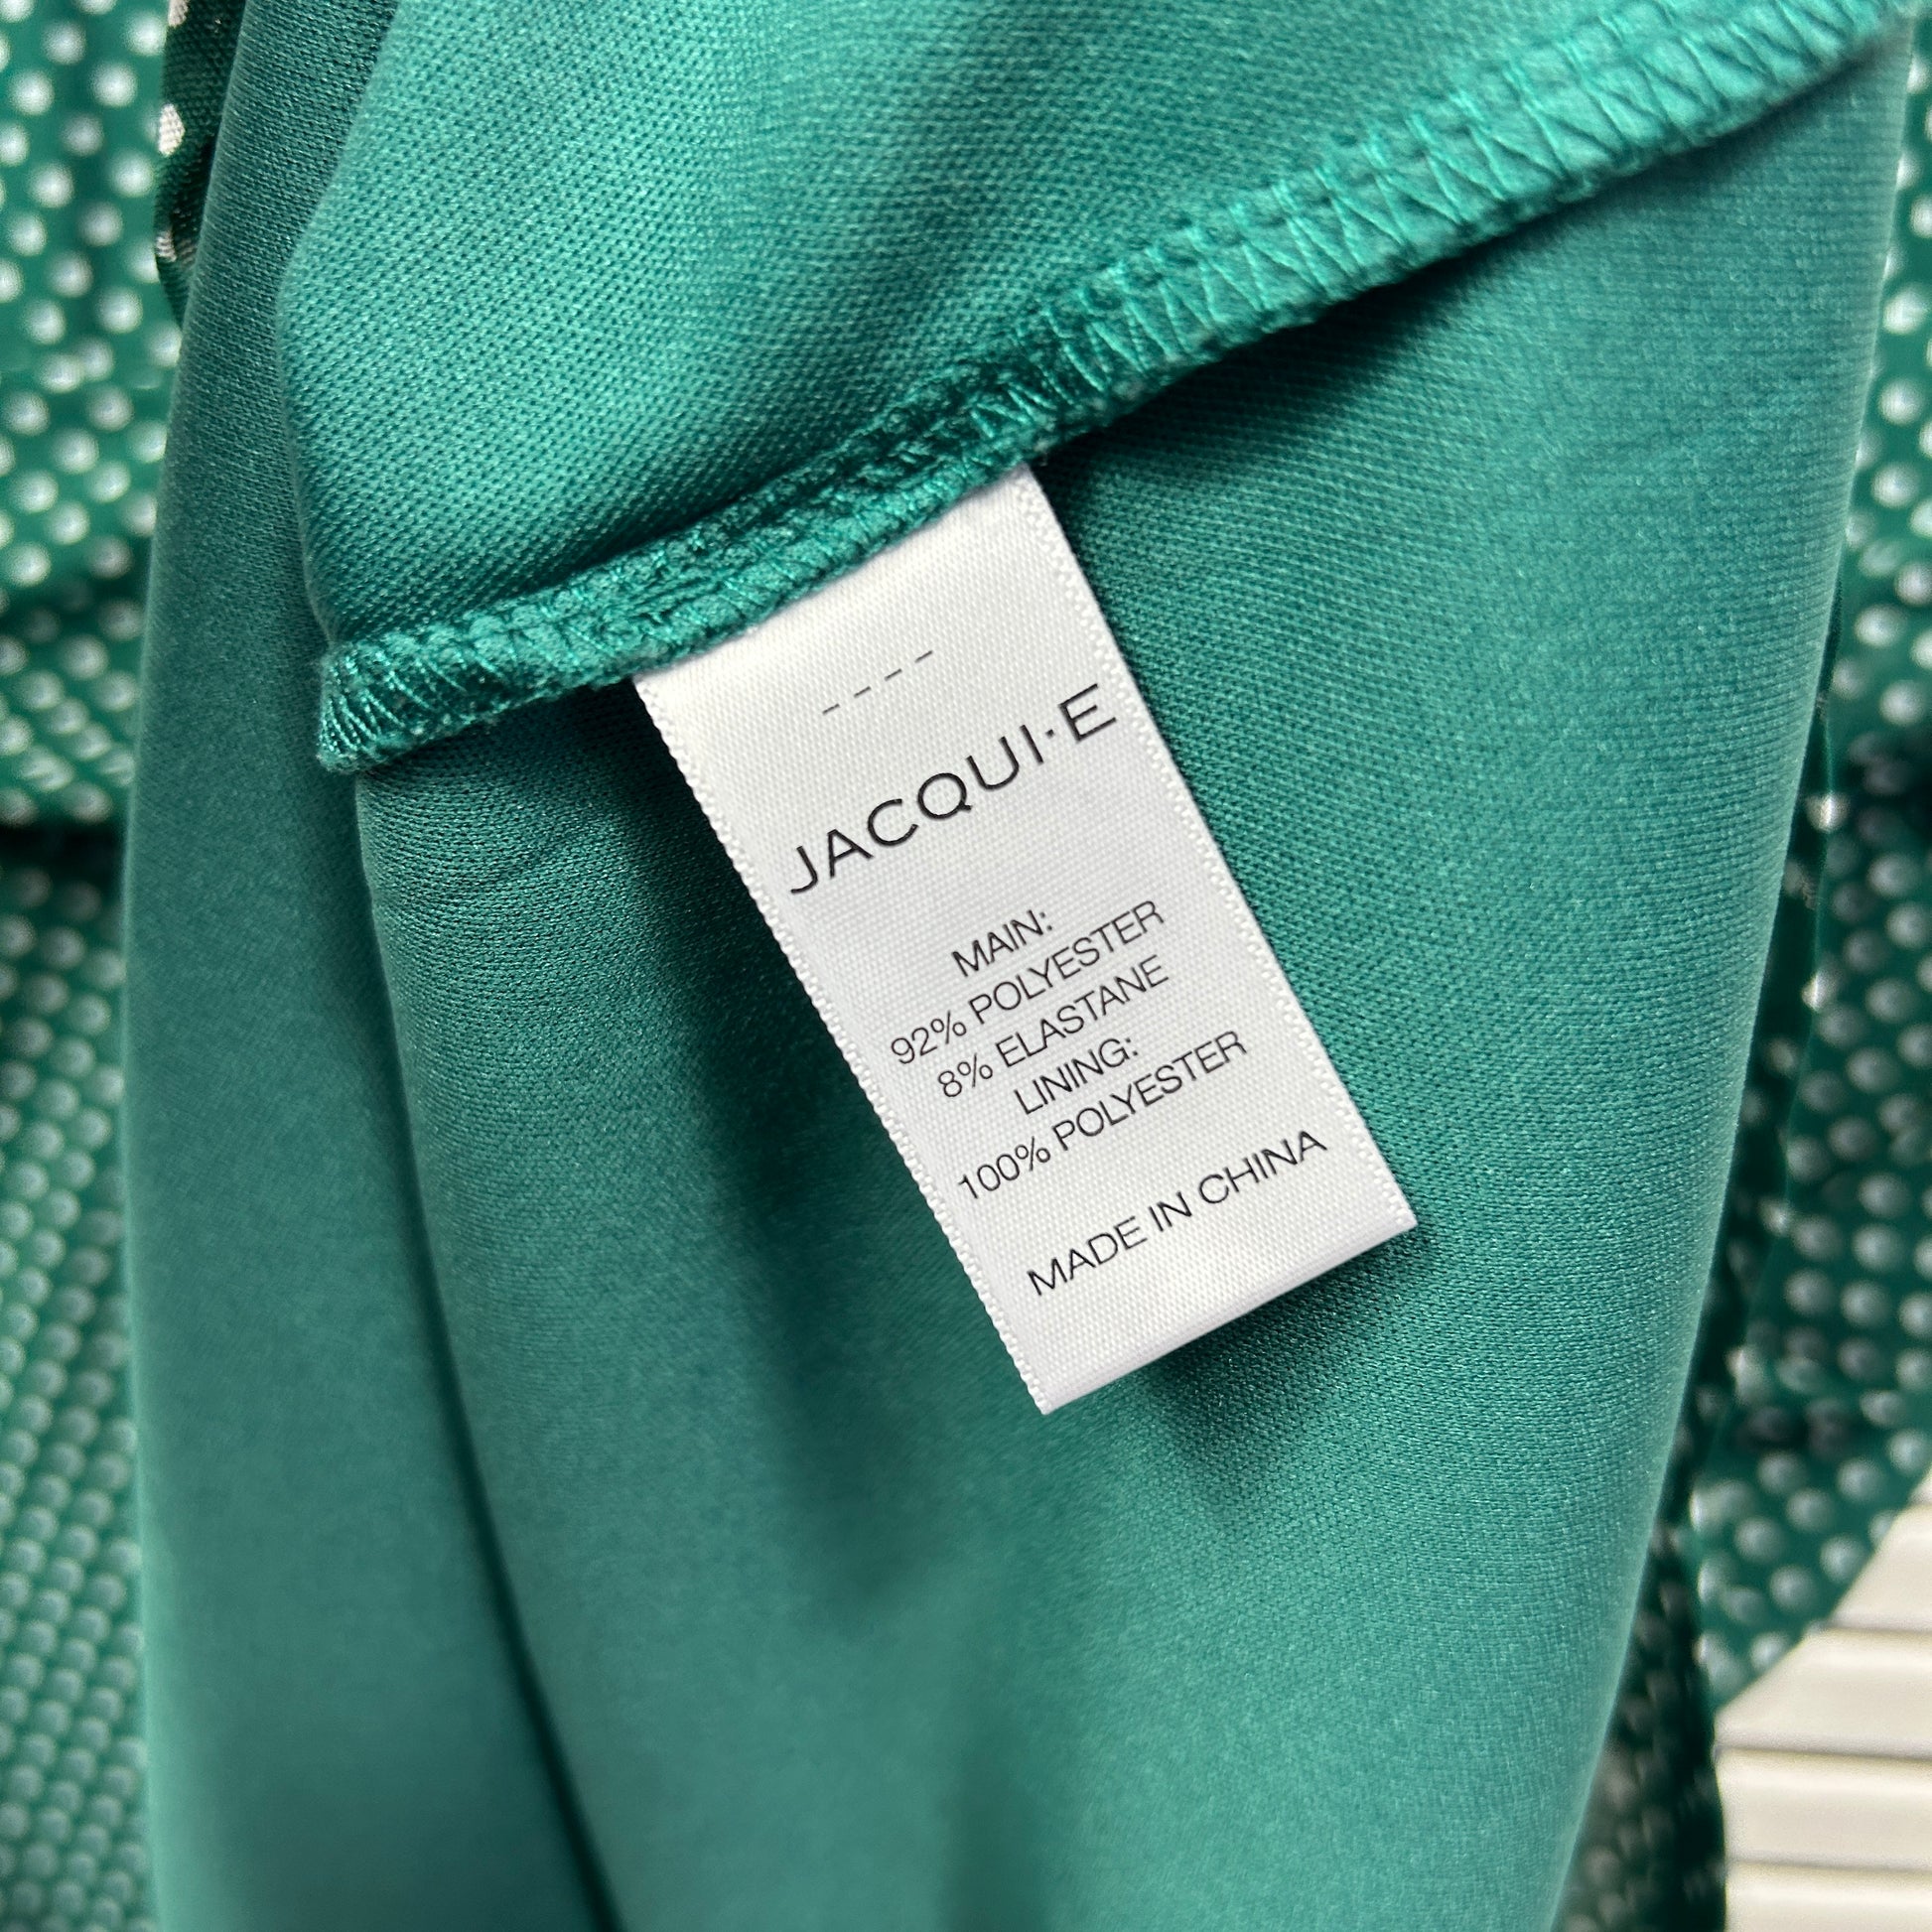 JACQUI·E
MAIN:
92% POLYESTER
8% ELASTANE
LINING:
100% POLYESTER
MADE IN CHINA